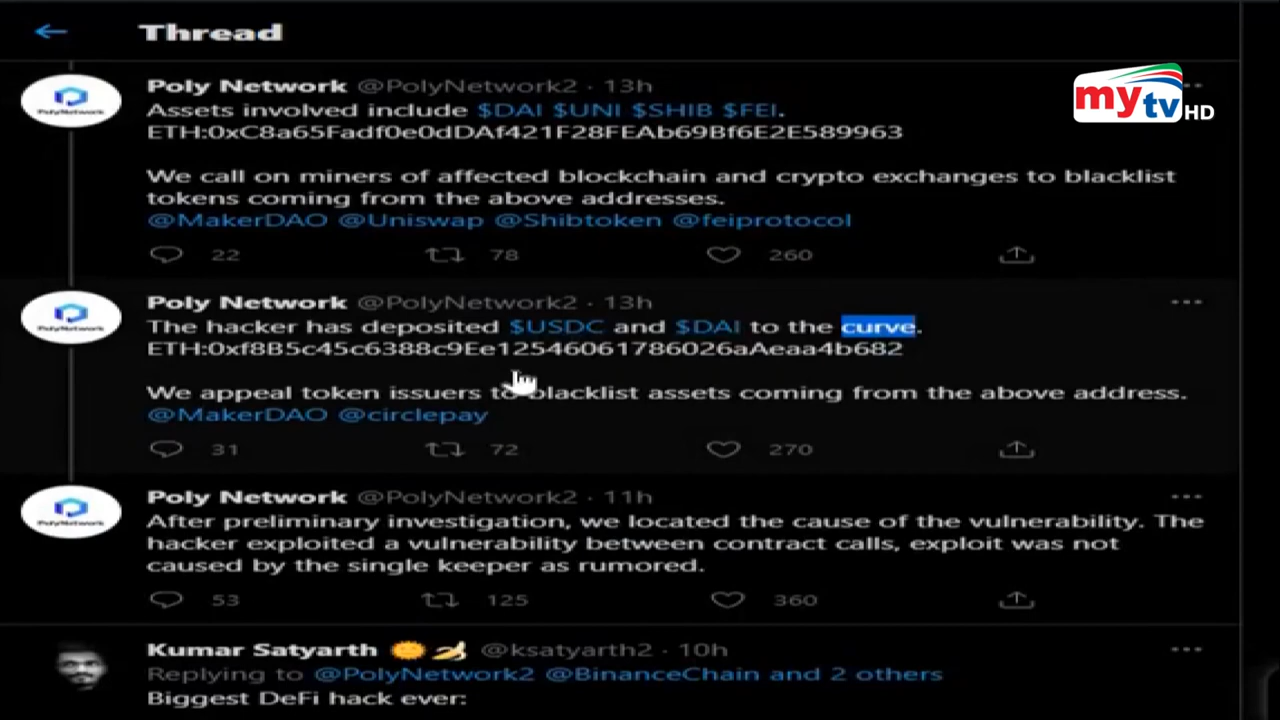 Thread
mytv HD
Poly Network @PolyNetwork2 · 13h
Assets involved include $DAI $UNI $SHIB $FEI.
ETH:0xC8a65Fadf0e0dDAf421F28FEAb69Bf6E2E589963
We call on miners of affected blockchain and crypto exchanges to blacklist
tokens coming from the above addresses.
@MakerDAO @Uniswap @Shibtoken @feiprotocol
22 78 260
Poly Network @PolyNetwork2 · 13h
The hacker has deposited $USDC and $DAI to the curve.
ETH:0xf8B5c45c6388c9Ee12546061786026aAeaa4b682
We appeal token issuers to blacklist assets coming from the above address.
@MakerDAO @circlepay
31 72 270
Poly Network @PolyNetwork2 · 11h
After preliminary investigation, we located the cause of the vulnerability. The
hacker exploited a vulnerability between contract calls, exploit was not
caused by the single keeper as rumored.
53 125 360
Kumar Satyarth @ksatyarth2 · 10h
Replying to @PolyNetwork2 @BinanceChain and 2 others
Biggest DeFi hack ever:
PolyNetwork
PolyNetwork
PolyNetwork